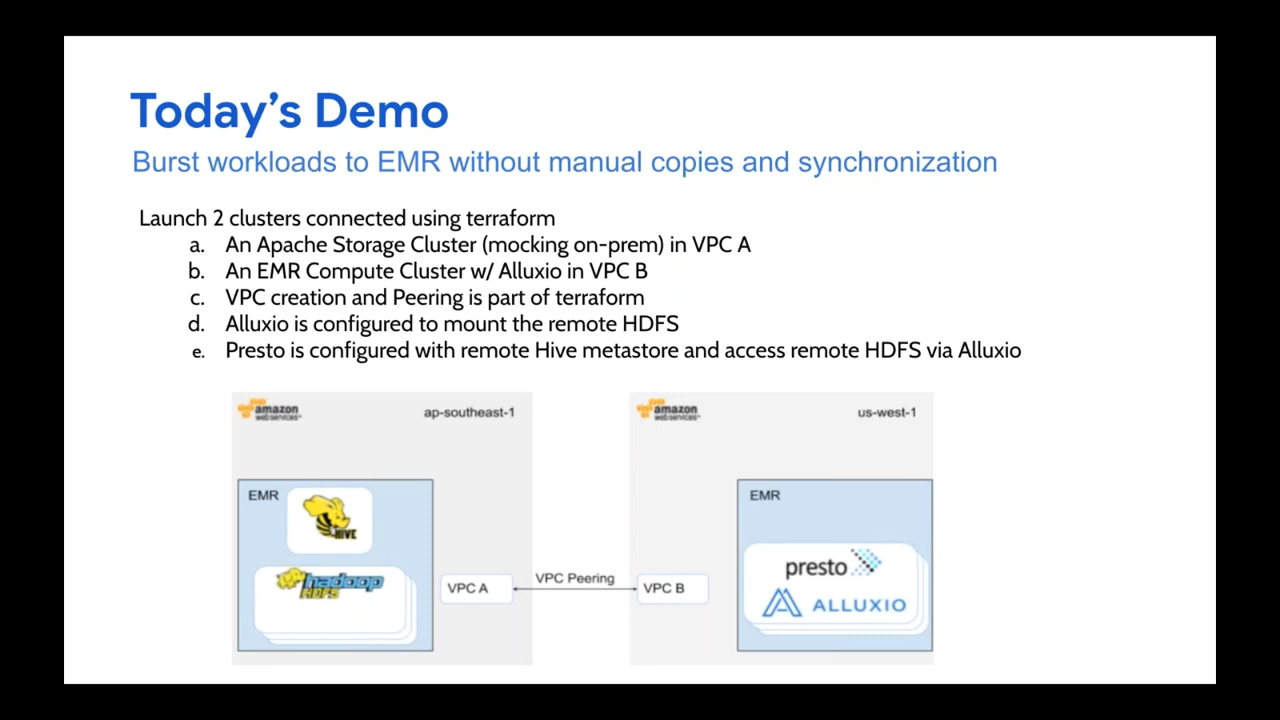 Today's Demo
Burst workloads to EMR without manual copies and synchronization
Launch 2 clusters connected using terraform
a. An Apache Storage Cluster (mocking on-prem) in VPC A
b. An EMR Compute Cluster w/ Alluxio in VPC B
c. VPC creation and Peering is part of terraform
d. Alluxio is configured to mount the remote HDFS
e. Presto is configured with remote Hive metastore and access remote HDFS via Alluxio
amazon
web services™
ap-southeast-1
EMR
HIVE
hadoop
HDFS
VPC A
VPC Peering
amazon
web services™
us-west-1
VPC B
EMR
presto
ALLUXIO